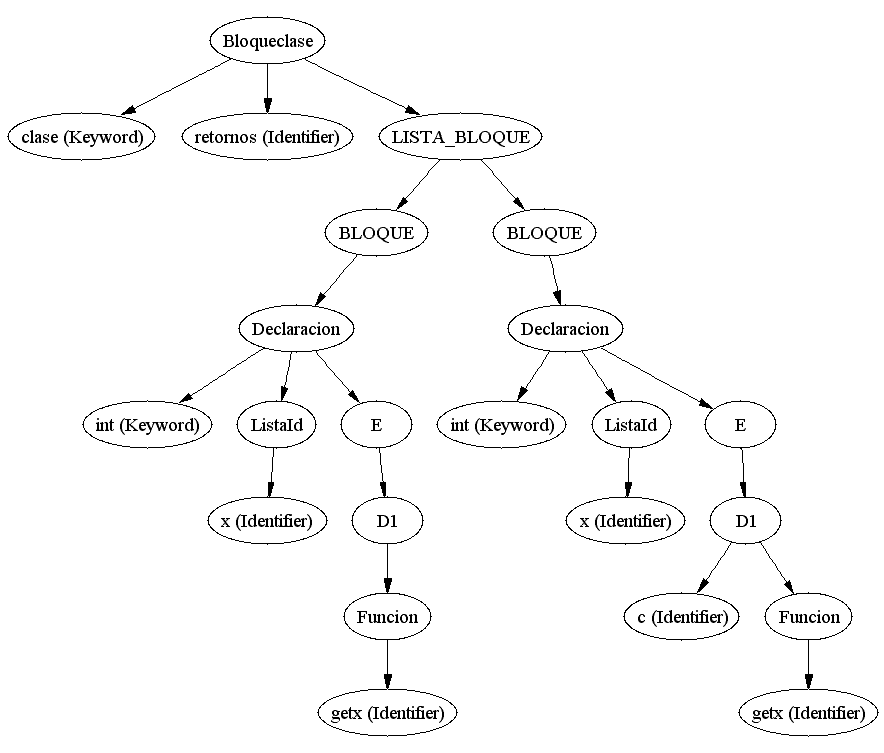 Bloqueclase
clase (Keyword)
retornos (Identifier)
LISTA_BLOQUE
BLOQUE
BLOQUE
Declaracion
Declaracion
int (Keyword)
ListaId
E
int (Keyword)
ListaId
E
x (Identifier)
D1
x (Identifier)
D1
Funcion
c (Identifier)
Funcion
getx (Identifier)
getx (Identifier)